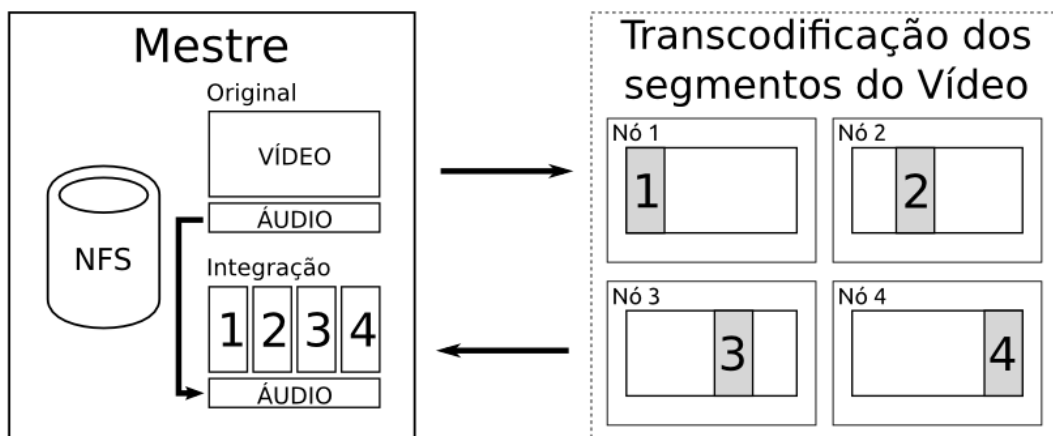 Mestre
Original
VÍDEO
ÁUDIO
NFS
Integração
1 2 3 4
ÁUDIO
Transcodificação dos
segmentos do Vídeo
Nó 1
1
Nó 2
2
Nó 3
3
Nó 4
4